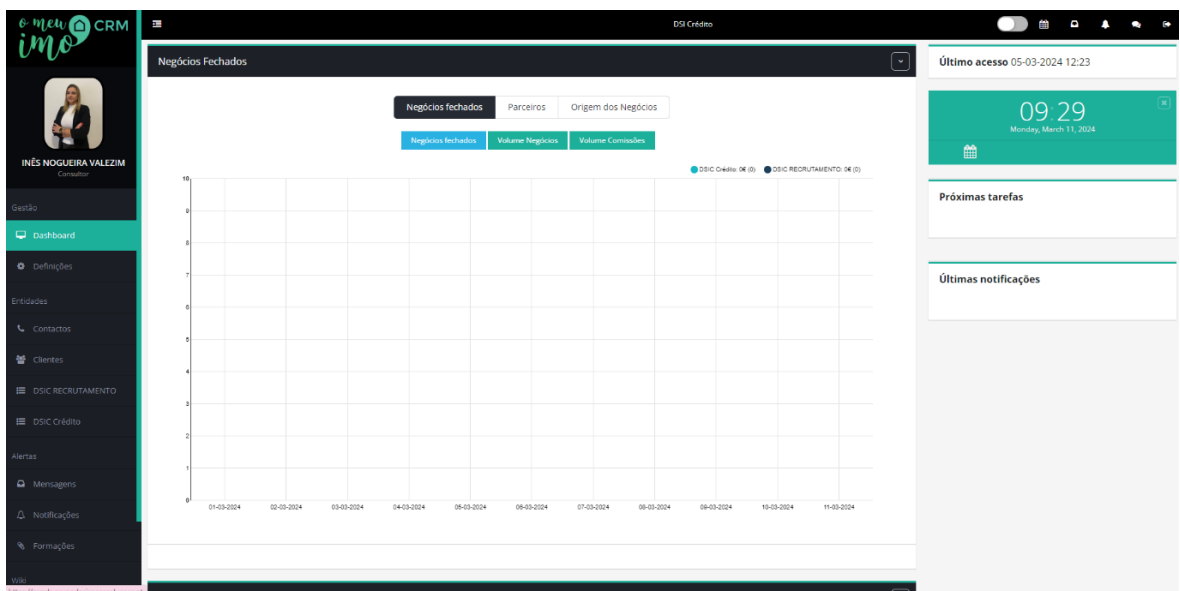 o meu CRM
imo
INÊS NOGUEIRA VALEZIM
Consultor
Gestão
Dashboard
Definições
Entidades
Contactos
Clientes
DSIC RECRUTAMENTO
DSIC Crédito
Alertas
Mensagens
Notificações
Formações
Wiki
DSI Crédito
Negócios Fechados
Negócios fechados Parceiros Origem dos Negócios
Negócios fechados Volume Negócios Volume Comissões
DSIC Crédito: 0€ (0) DSIC RECRUTAMENTO: 0€ (0)
10
9
8
7
6
5
4
3
2
1
0
01-03-2024 02-03-2024 03-03-2024 04-03-2024 05-03-2024 06-03-2024 07-03-2024 08-03-2024 09-03-2024 10-03-2024 11-03-2024
Último acesso 05-03-2024 12:23
09:29
Monday, March 11, 2024
Próximas tarefas
Últimas notificações